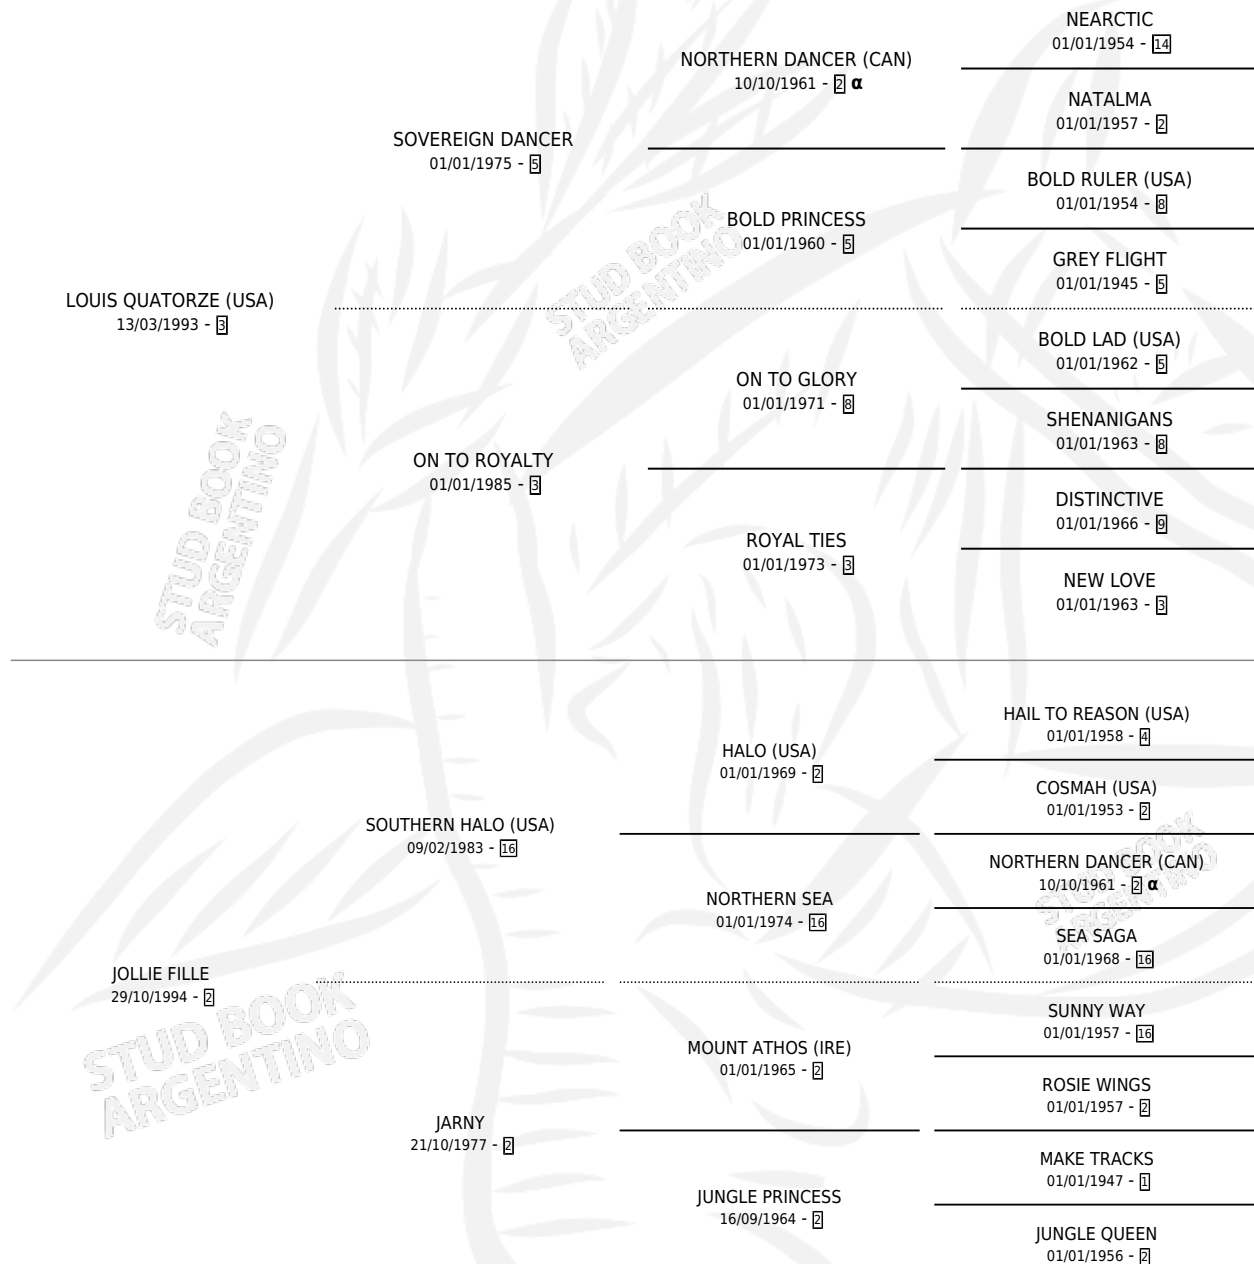 NEARCTIC
01/01/1954 - 14
NORTHERN DANCER (CAN)
10/10/1961 - 2 α
NATALMA
01/01/1957 - 2
SOVEREIGN DANCER
01/01/1975 - 5
BOLD RULER (USA)
01/01/1954 - 8
BOLD PRINCESS
01/01/1960 - 5
GREY FLIGHT
01/01/1945 - 5
LOUIS QUATORZE (USA)
13/03/1993 - 3
BOLD LAD (USA)
01/01/1962 - 5
ON TO GLORY
01/01/1971 - 8
SHENANIGANS
01/01/1963 - 8
ON TO ROYALTY
01/01/1985 - 3
DISTINCTIVE
01/01/1966 - 9
ROYAL TIES
01/01/1973 - 3
NEW LOVE
01/01/1963 - 3
HAIL TO REASON (USA)
01/01/1958 - 4
HALO (USA)
01/01/1969 - 2
COSMAH (USA)
01/01/1953 - 2
SOUTHERN HALO (USA)
09/02/1983 - 16
NORTHERN DANCER (CAN)
10/10/1961 - 2 α
NORTHERN SEA
01/01/1974 - 16
SEA SAGA
01/01/1968 - 16
JOLLIE FILLE
29/10/1994 - 2
SUNNY WAY
01/01/1957 - 16
MOUNT ATHOS (IRE)
01/01/1965 - 2
ROSIE WINGS
01/01/1957 - 2
JARNY
21/10/1977 - 2
MAKE TRACKS
01/01/1947 - 1
JUNGLE PRINCESS
16/09/1964 - 2
JUNGLE QUEEN
01/01/1956 - 2
STUD BOOK
ARGENTINO
STUD BOOK
ARGENTINO
STUD BOOK
ARGENTINO
STUD BOOK
ARGENTINO